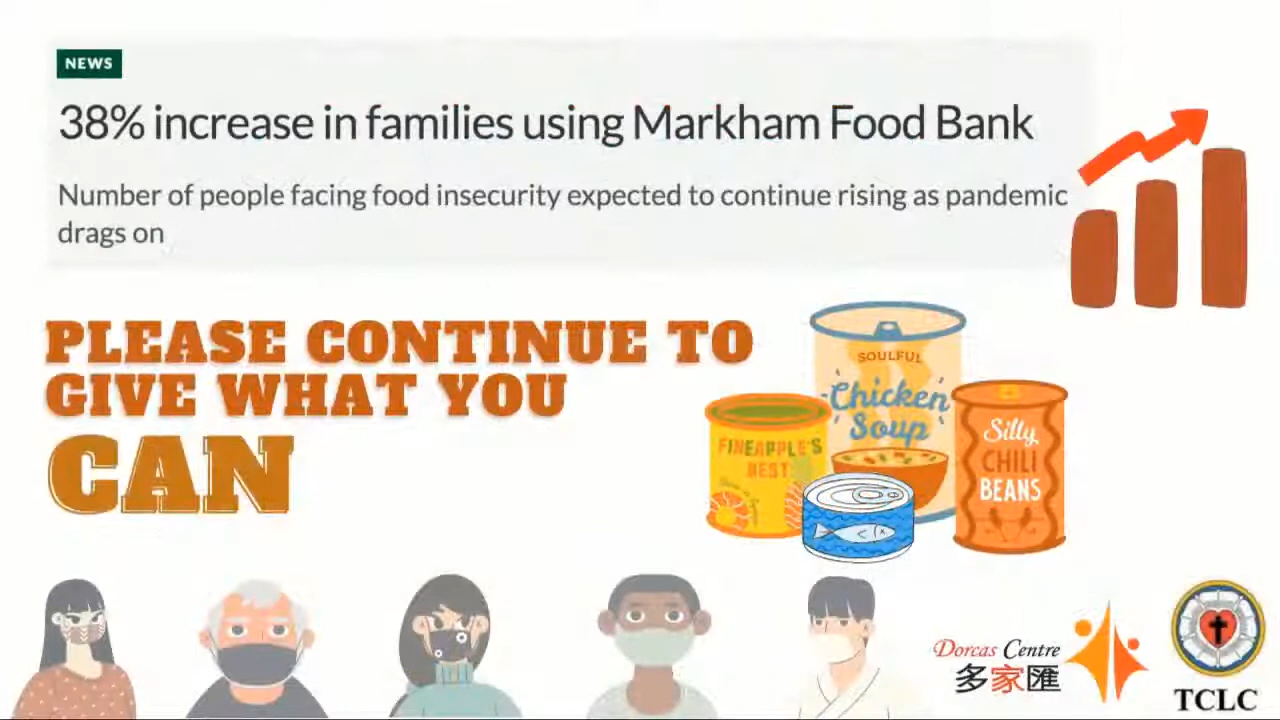 NEWS
38% increase in families using Markham Food Bank
Number of people facing food insecurity expected to continue rising as pandemic
drags on
PLEASE CONTINUE TO
GIVE WHAT YOU
CAN
SOULFUL
Chicken
Soup
FINEAPPLE'S
BEST
Silly
CHILI
BEANS
Dorcas Centre
多家匯
TCLC